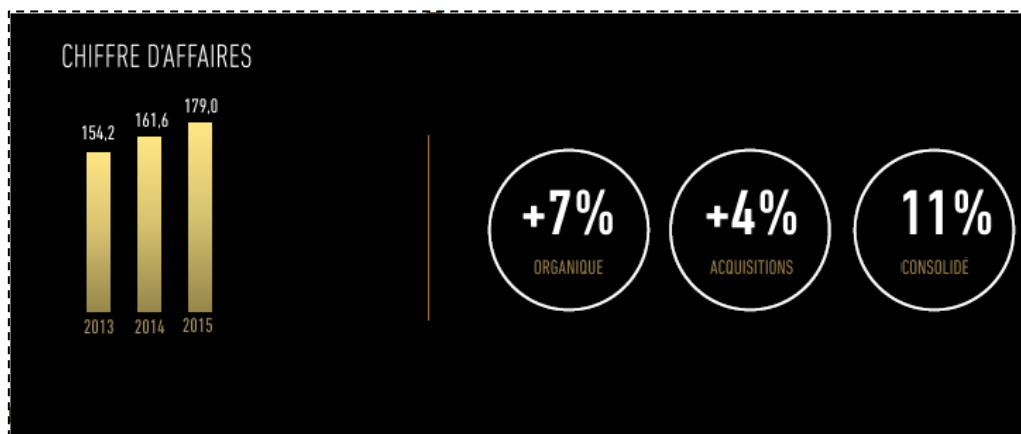 CHIFFRE D'AFFAIRES
154,2
161,6
179,0
2013
2014
2015
+7%
ORGANIQUE
+4%
ACQUISITIONS
11%
CONSOLIDÉ